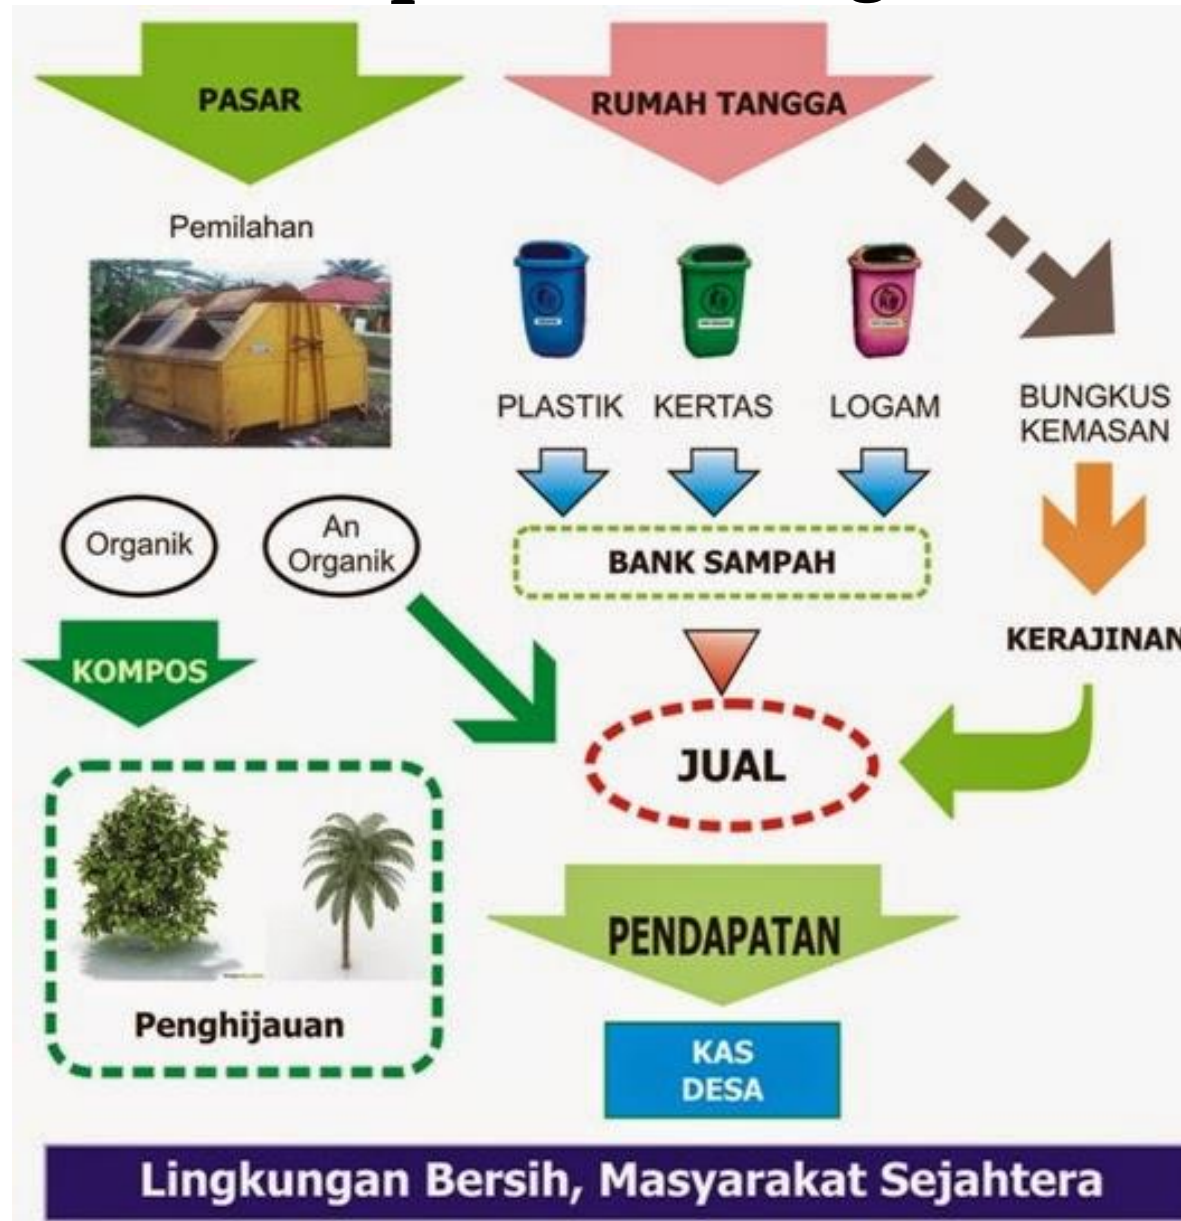 PASAR
RUMAH TANGGA
Pemilahan
PLASTIK
KERTAS
LOGAM
BUNGKUS
KEMASAN
Organik
An
Organik
BANK SAMPAH
KOMPOS
KERAJINAN
JUAL
Penghijauan
PENDAPATAN
KAS
DESA
Lingkungan Bersih, Masyarakat Sejahtera